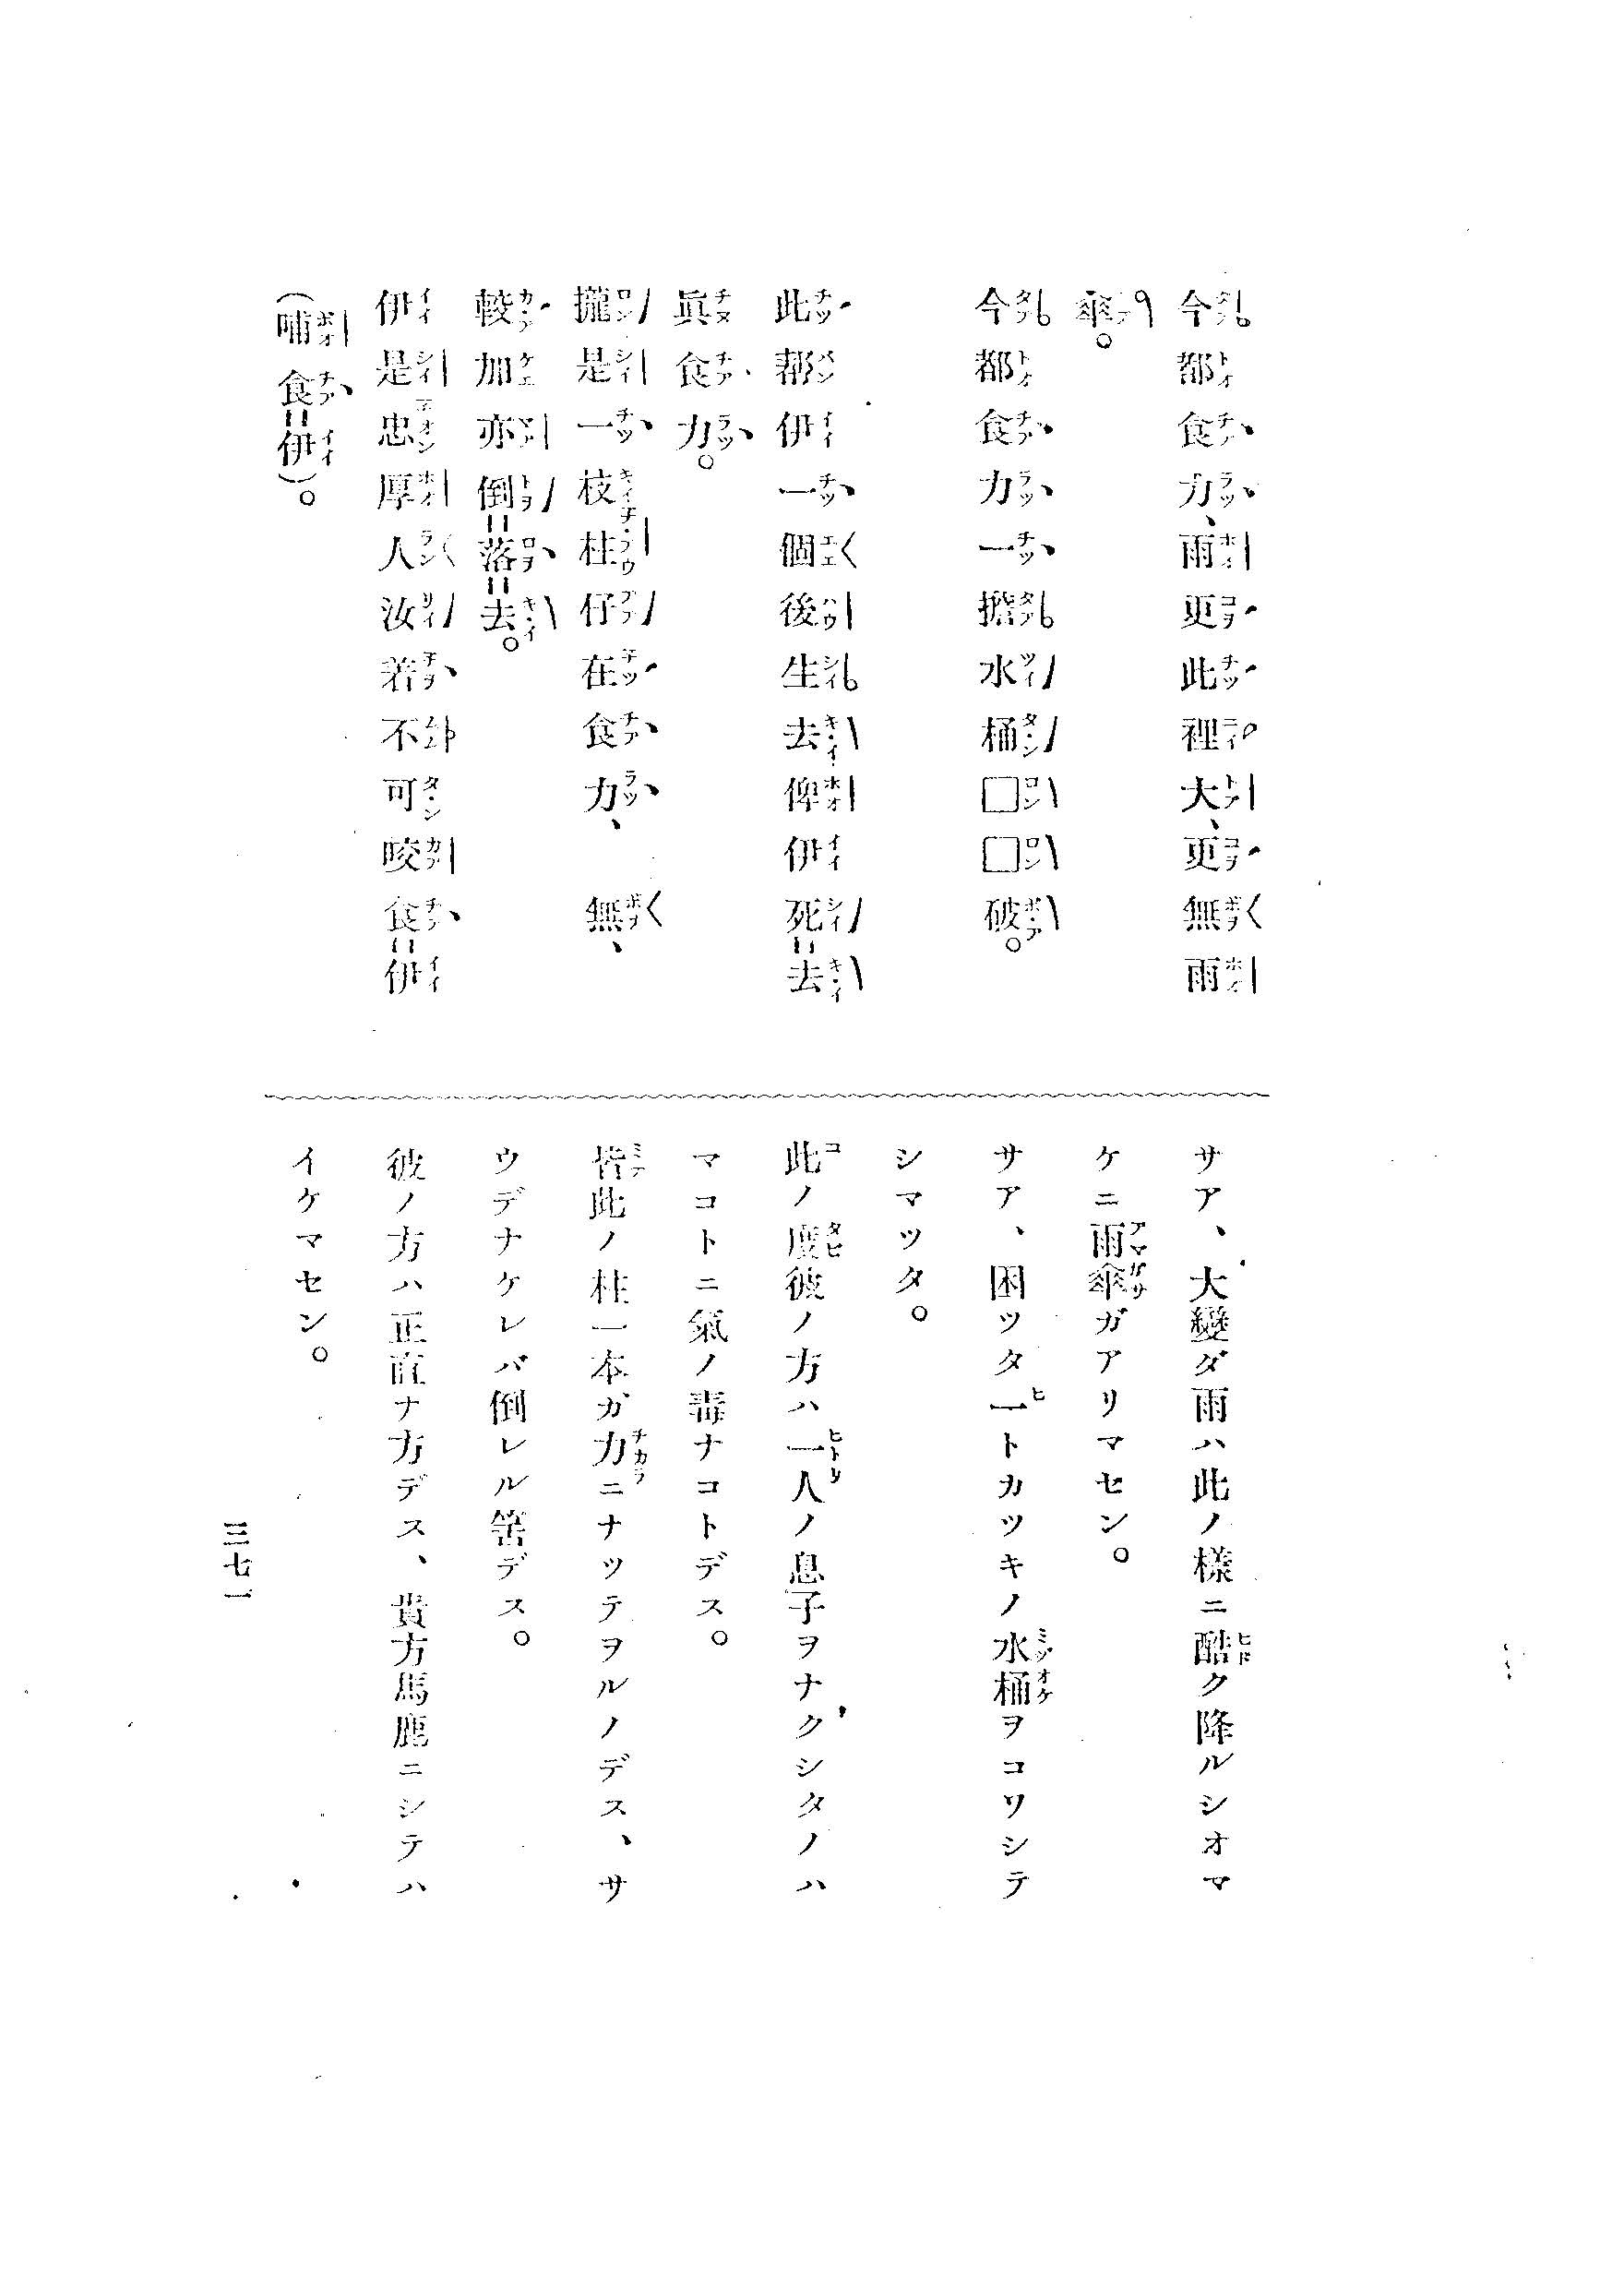 今都食力、雨更此裡大、更無雨
傘。
今都食力一擔水桶□□破。
此帮伊一個後生去俾伊死=去
眞食力。
攏是一枝柱仔在食力、無、
較加亦倒=落=去。
伊是忠厚人汝若不可咬食=伊
(哺食=伊)。
サア、大變ダ雨ハ此ノ樣ニ酷ク降ルシオマ
ケニ雨傘ガアリマセン。
サア、困ツタ一トカツキノ水桶ヲコワシテ
シマツタ。
此ノ度彼ノ方ハ一人ノ息子ヲナクシタノハ
マコトニ氣ノ毒ナコトデス。
皆此ノ柱一本ガ力ニナツテヲルノデス、サ
ウデナケレバ倒レル筈デス。
彼ノ方ハ正直ナ方デス、貴方馬鹿ニシテハ
イケマセン。
三七一